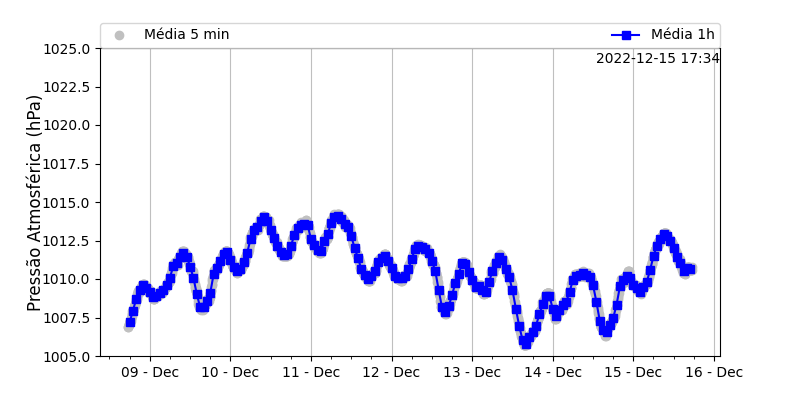 Média 5 min
Média 1h
2022-12-15 17:34
Pressão Atmosférica (hPa)
1025.0
1022.5
1020.0
1017.5
1015.0
1012.5
1010.0
1007.5
1005.0
09 - Dec
10 - Dec
11 - Dec
12 - Dec
13 - Dec
14 - Dec
15 - Dec
16 - Dec